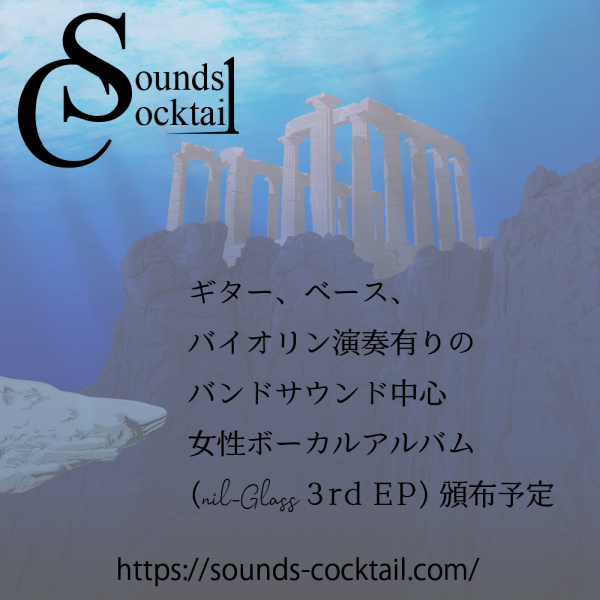 Sounds
Cocktail
ギター、ベース、
バイオリン演奏有りの
バンドサウンド中心
女性ボーカルアルバム
(nil-Glass 3rd EP) 頒布予定
https://sounds-cocktail.com/